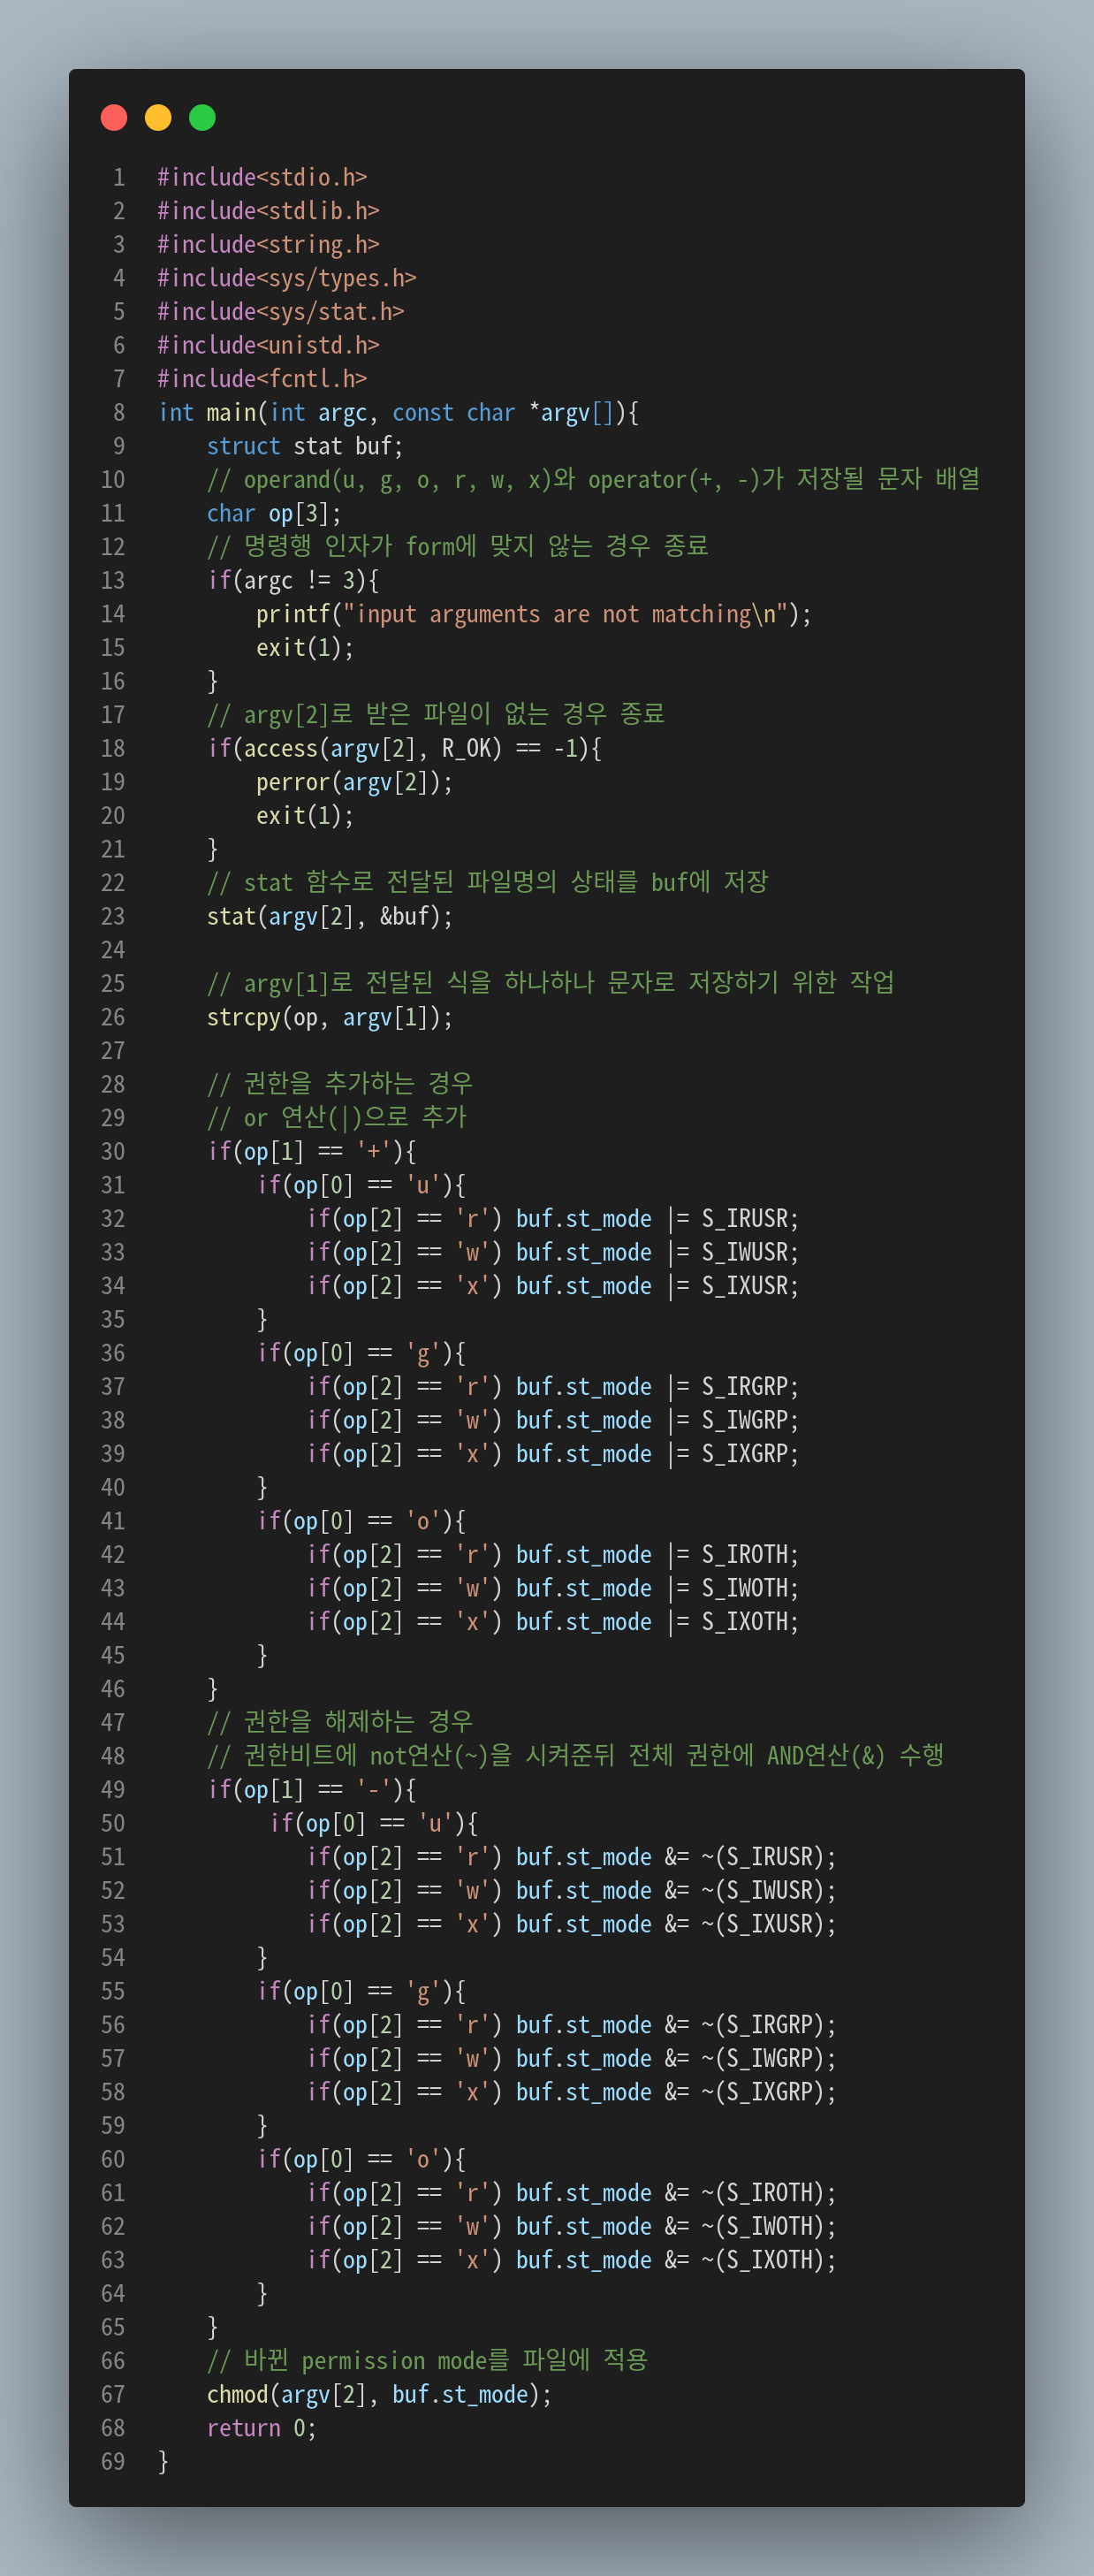 1 #include<stdio.h>
2 #include<stdlib.h>
3 #include<string.h>
4 #include<sys/types.h>
5 #include<sys/stat.h>
6 #include<unistd.h>
7 #include<fcntl.h>
8 int main(int argc, const char *argv[]){
9     struct stat buf;
10     // operand(u, g, o, r, w, x)와 operator(+, -)가 저장될 문자 배열
11     char op[3];
12     // 명령행 인자가 form에 맞지 않는 경우 종료
13     if(argc != 3){
14         printf("input arguments are not matching\n");
15         exit(1);
16     }
17     // argv[2]로 받은 파일이 없는 경우 종료
18     if(access(argv[2], R_OK) == -1){
19         perror(argv[2]);
20         exit(1);
21     }
22     // stat 함수로 전달된 파일명의 상태를 buf에 저장
23     stat(argv[2], &buf);
24
25     // argv[1]로 전달된 식을 하나하나 문자로 저장하기 위한 작업
26     strcpy(op, argv[1]);
27
28     // 권한을 추가하는 경우
29     // or 연산(|)으로 추가
30     if(op[1] == '+'){
31         if(op[0] == 'u'){
32             if(op[2] == 'r') buf.st_mode |= S_IRUSR;
33             if(op[2] == 'w') buf.st_mode |= S_IWUSR;
34             if(op[2] == 'x') buf.st_mode |= S_IXUSR;
35         }
36         if(op[0] == 'g'){
37             if(op[2] == 'r') buf.st_mode |= S_IRGRP;
38             if(op[2] == 'w') buf.st_mode |= S_IWGRP;
39             if(op[2] == 'x') buf.st_mode |= S_IXGRP;
40         }
41         if(op[0] == 'o'){
42             if(op[2] == 'r') buf.st_mode |= S_IROTH;
43             if(op[2] == 'w') buf.st_mode |= S_IWOTH;
44             if(op[2] == 'x') buf.st_mode |= S_IXOTH;
45         }
46     }
47     // 권한을 해제하는 경우
48     // 권한비트에 not연산(~)을 시켜준뒤 전체 권한에 AND연산(&) 수행
49     if(op[1] == '-'){
50          if(op[0] == 'u'){
51             if(op[2] == 'r') buf.st_mode &= ~(S_IRUSR);
52             if(op[2] == 'w') buf.st_mode &= ~(S_IWUSR);
53             if(op[2] == 'x') buf.st_mode &= ~(S_IXUSR);
54         }
55         if(op[0] == 'g'){
56             if(op[2] == 'r') buf.st_mode &= ~(S_IRGRP);
57             if(op[2] == 'w') buf.st_mode &= ~(S_IWGRP);
58             if(op[2] == 'x') buf.st_mode &= ~(S_IXGRP);
59         }
60         if(op[0] == 'o'){
61             if(op[2] == 'r') buf.st_mode &= ~(S_IROTH);
62             if(op[2] == 'w') buf.st_mode &= ~(S_IWOTH);
63             if(op[2] == 'x') buf.st_mode &= ~(S_IXOTH);
64         }
65     }
66     // 바뀐 permission mode를 파일에 적용
67     chmod(argv[2], buf.st_mode);
68     return 0;
69 }